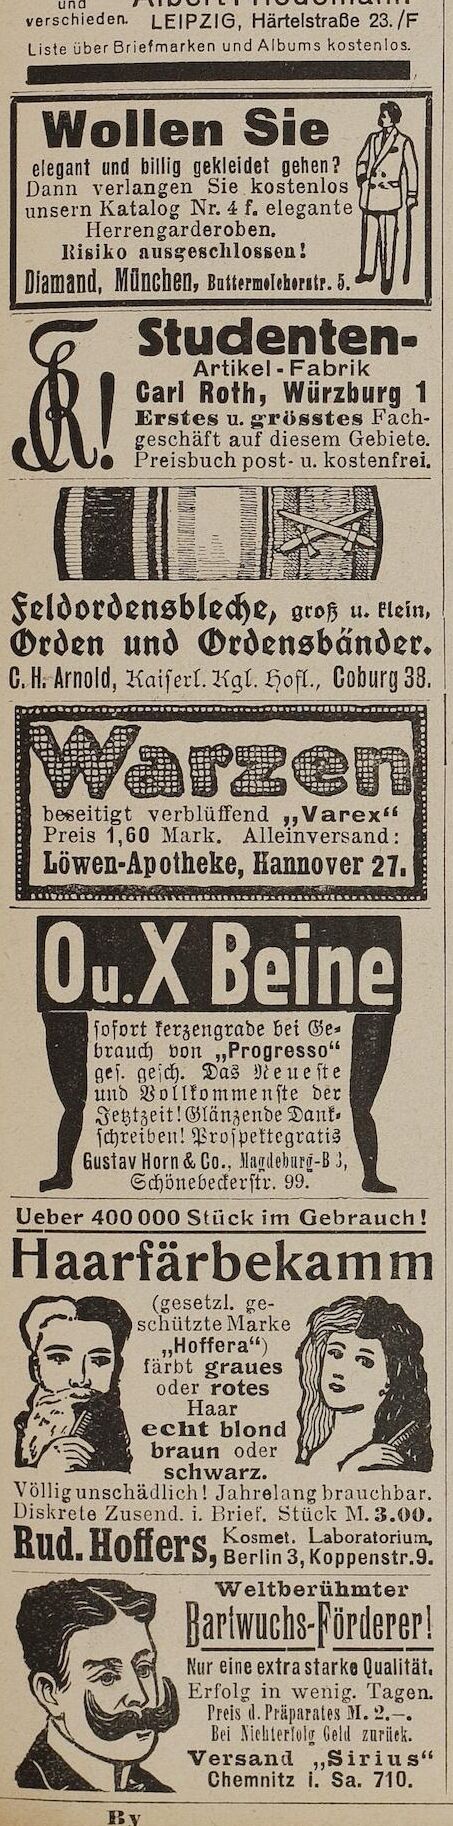 und
verschieden. LEIPZIG, Härtelstraße 23./F
Liste über Briefmarken und Albums kostenlos.
Wollen Sie
elegant und billig gekleidet gehen?
Dann verlangen Sie kostenlos
unsern Katalog Nr. 4 f. elegante
Herrengarderoben.
Risiko ausgeschlossen!
Diamand, München, Buttermelcherstr. 5.
Studenten-
Artikel-Fabrik
Carl Roth, Würzburg 1
Erstes u. grösstes Fach-
geschäft auf diesem Gebiete.
Preisbuch post- u. kostenfrei.
Feldordensbleche, groß u. klein,
Orden und Ordensbänder.
C. H. Arnold, Kaiserl. Kgl. Hofl., Coburg 38.
Warzen
beseitigt verblüffend „Varex“
Preis 1,60 Mark. Alleinversand:
Löwen-Apotheke, Hannover 27.
O u. X Beine
sofort kerzengrade bei Ge-
brauch von „Progresso“
ges. gesch. Das Neueste
und Vollkommenste der
Jetztzeit! Glänzende Dank-
schreiben! Prospekte gratis
Gustav Horn & Co., Magdeburg-B 3,
Schönebeckerstr. 99.
Ueber 400 000 Stück im Gebrauch!
Haarfärbekamm
(gesetzl. ge-
schützte Marke
„Hoffera“)
färbt graues
oder rotes
Haar
echt blond
braun oder
schwarz.
Völlig unschädlich! Jahrelang brauchbar.
Diskrete Zusend. i. Brief. Stück M. 3.00.
Rud. Hoffers, Kosmet. Laboratorium,
Berlin 3, Koppenstr. 9.
Weltberühmter
Bartwuchs-Förderer!
Nur eine extra starke Qualität.
Erfolg in wenig. Tagen.
Preis d. Präparates M. 2.—.
Bei Nichterfolg Geld zurück.
Versand „Sirius“
Chemnitz i. Sa. 710.
By